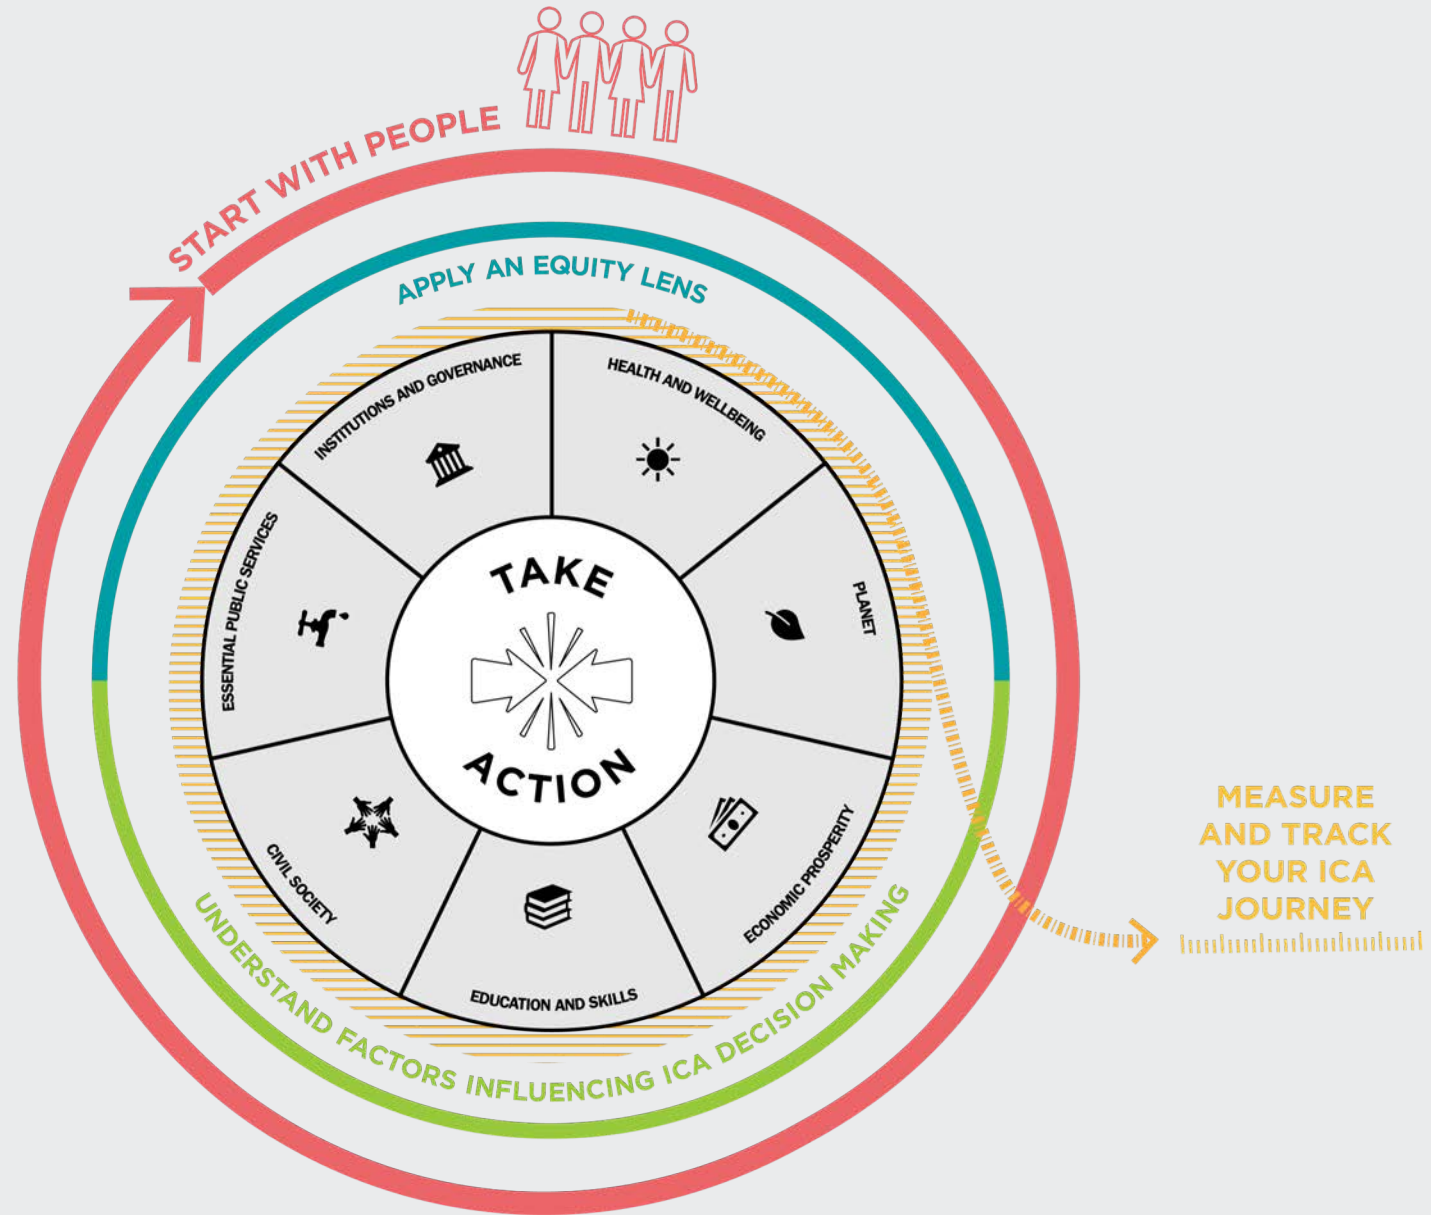 START WITH PEOPLE
APPLY AN EQUITY LENS
INSTITUTIONS AND GOVERNANCE
HEALTH AND WELLBEING
PLANET
ECONOMIC PROSPERITY
EDUCATION AND SKILLS
CIVIL SOCIETY
ESSENTIAL PUBLIC SERVICES
TAKE
ACTION
UNDERSTAND FACTORS INFLUENCING ICA DECISION MAKING
MEASURE
AND TRACK
YOUR ICA
JOURNEY